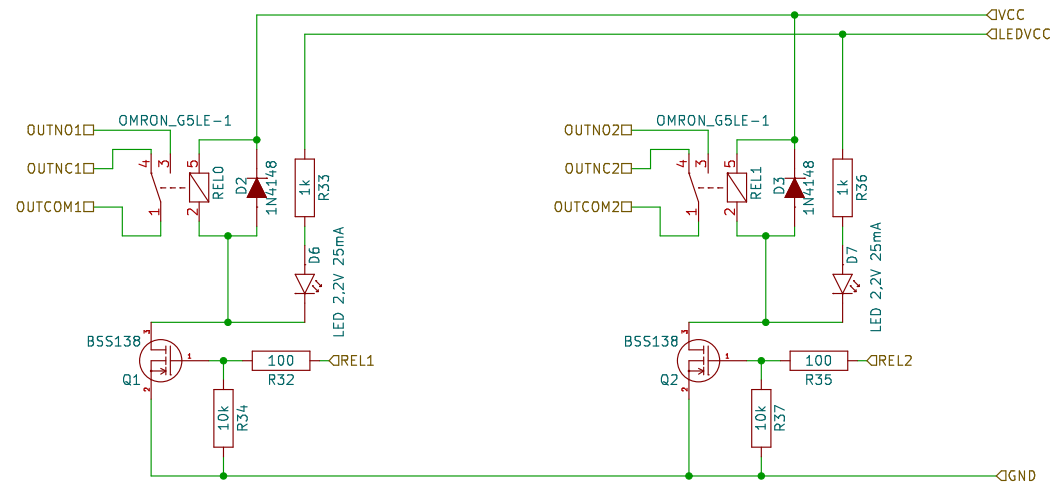 VCC
LEDVCC
OMRON_G5LE-1
OUTNO1
OUTNC1
OUTCOM1
4
3
1
5
2
REL0
D2
1N4148
1k
R33
D6
LED 2,2V 25mA
BSS138
3
1
2
Q1
100
R32
REL1
10k
R34
OMRON_G5LE-1
OUTNO2
OUTNC2
OUTCOM2
4
3
1
5
2
REL1
D3
1N4148
1k
R36
D7
LED 2,2V 25mA
BSS138
3
1
2
Q2
100
R35
REL2
10k
R37
GND